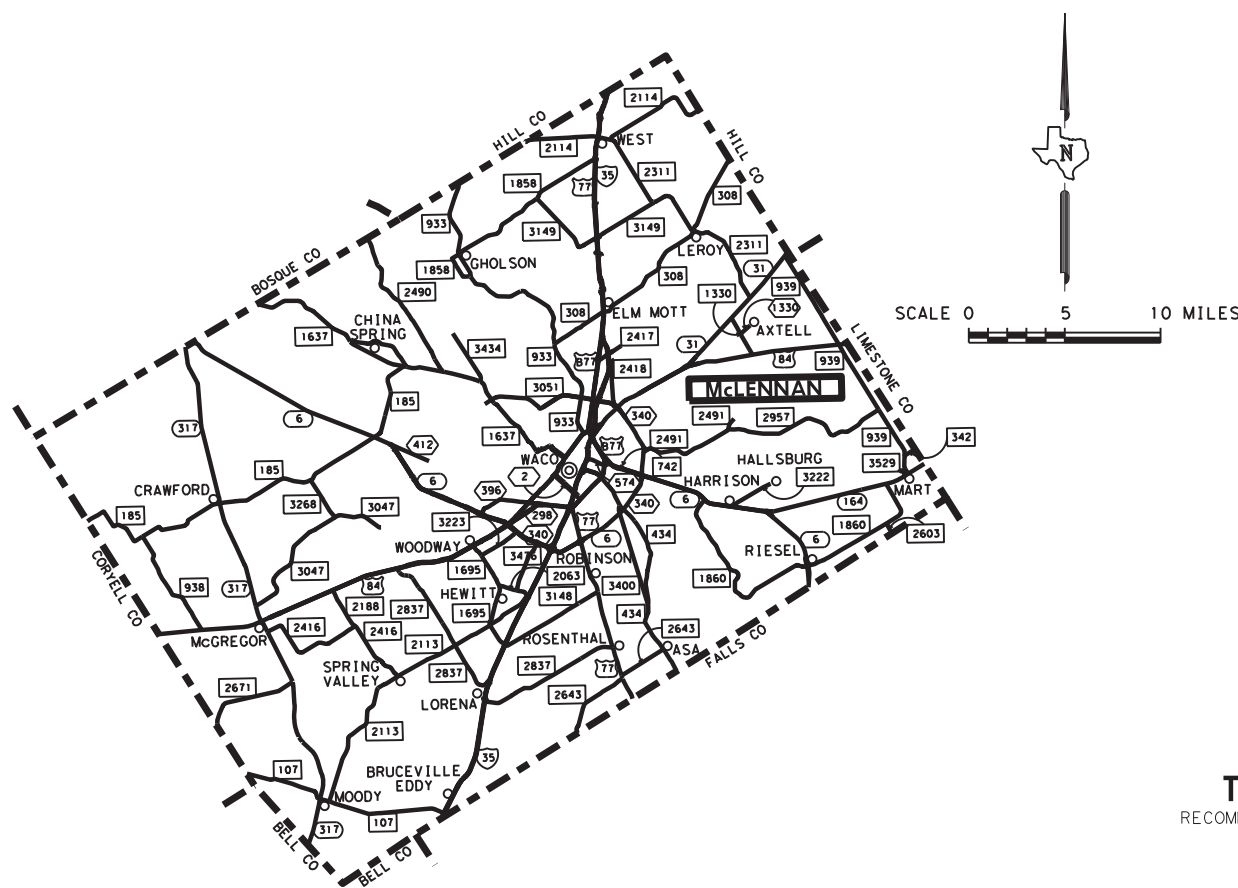 2114
HILL CO
2114
WEST
HILL CO
1858
77
35
2311
308
933
3149
3149
LEROY
2311
BOSQUE CO
1858
GHOLSON
31
939
2490
308
1330
1330
SCALE 0 5 10 MILES
N
CHINA
SPRING
308
ELM MOTT
AXTELL
1637
3434
933
877
2417
31
84
939
LIMESTONE CO
2418
McLENNAN
185
3051
317
6
933
340
2491
2957
412
1637
877
2491
939
342
WACO
742
HALLSBURG
185
6
2
574
HARRISON
3222
3529
CRAWFORD
396
6
MART
185
3268
3047
298
340
164
3223
77
340
6
434
1860
2603
WOODWAY
3476
ROBINSON
RIESEL
6
CORYELL CO
3047
1695
2063
1860
938
317
84
HEWITT
3148
3400
2188
2837
1695
434
McGREGOR
2416
2416
2113
ROSENTHAL
2643
ASA
FALLS CO
SPRING
VALLEY
2837
2837
77
2671
LORENA
2643
2113
107
BRUCEVILLE
EDDY
35
MOODY
317
107
BELL CO
BELL CO
T
RECOM